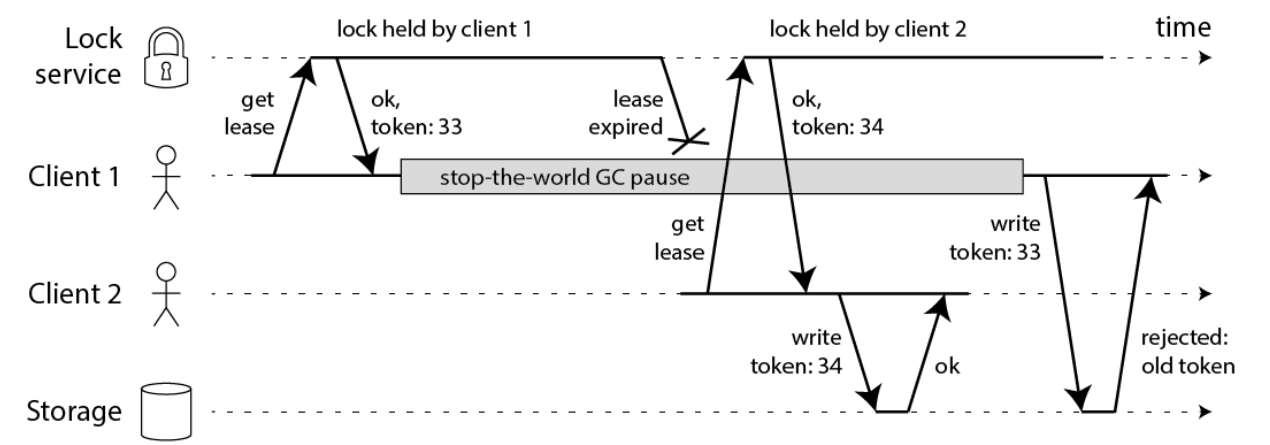 lock held by client 1
lock held by client 2
time
Lock
service
get
lease
ok,
token: 33
lease
expired
ok,
token: 34
Client 1
stop-the-world GC pause
get
lease
write
token: 33
Client 2
write
token: 34
ok
rejected:
old token
Storage